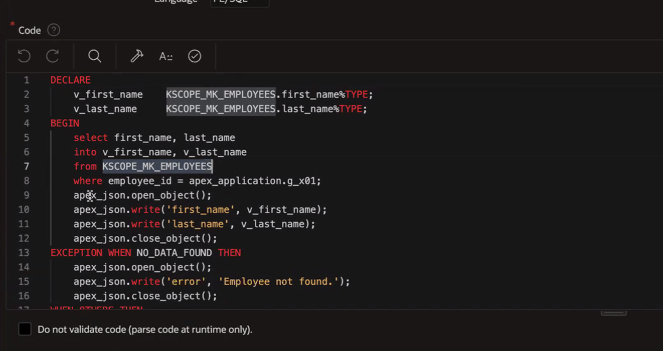 Language PL/SQL
* Code ?
1 DECLARE
2 v_first_name KSCOPE_MK_EMPLOYEES.first_name%TYPE;
3 v_last_name KSCOPE_MK_EMPLOYEES.last_name%TYPE;
4 BEGIN
5 select first_name, last_name
6 into v_first_name, v_last_name
7 from KSCOPE_MK_EMPLOYEES
8 where employee_id = apex_application.g_x01;
9 apex_json.open_object();
10 apex_json.write('first_name', v_first_name);
11 apex_json.write('last_name', v_last_name);
12 apex_json.close_object();
13 EXCEPTION WHEN NO_DATA_FOUND THEN
14 apex_json.open_object();
15 apex_json.write('error', 'Employee not found.');
16 apex_json.close_object();
17 WHEN OTHERS THEN
Do not validate code (parse code at runtime only).